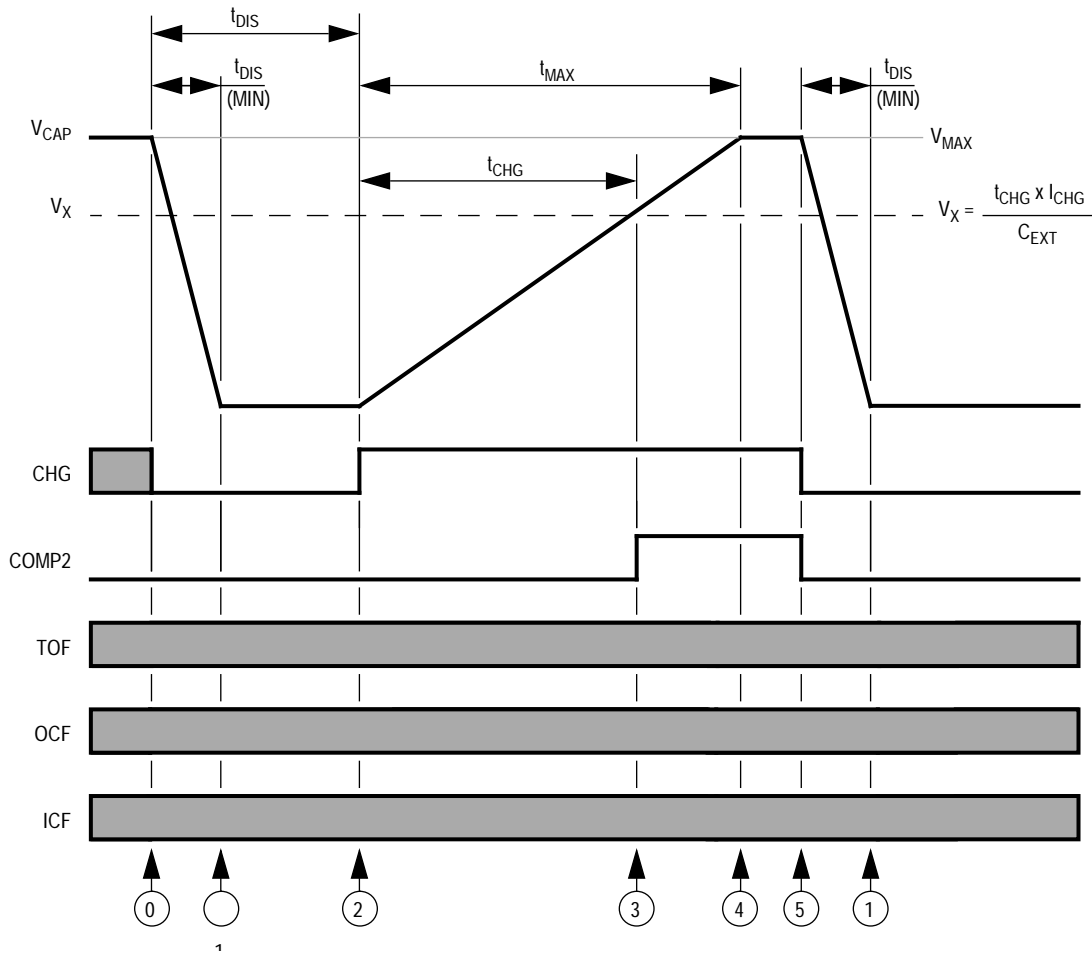 tDIS
tDIS
(MIN)
tMAX
tDIS
(MIN)
VCAP
VMAX
tCHG
VX
VX = tCHG x ICHG
CEXT
CHG
COMP2
TOF
OCF
ICF
0 2 3 4 5 1
1